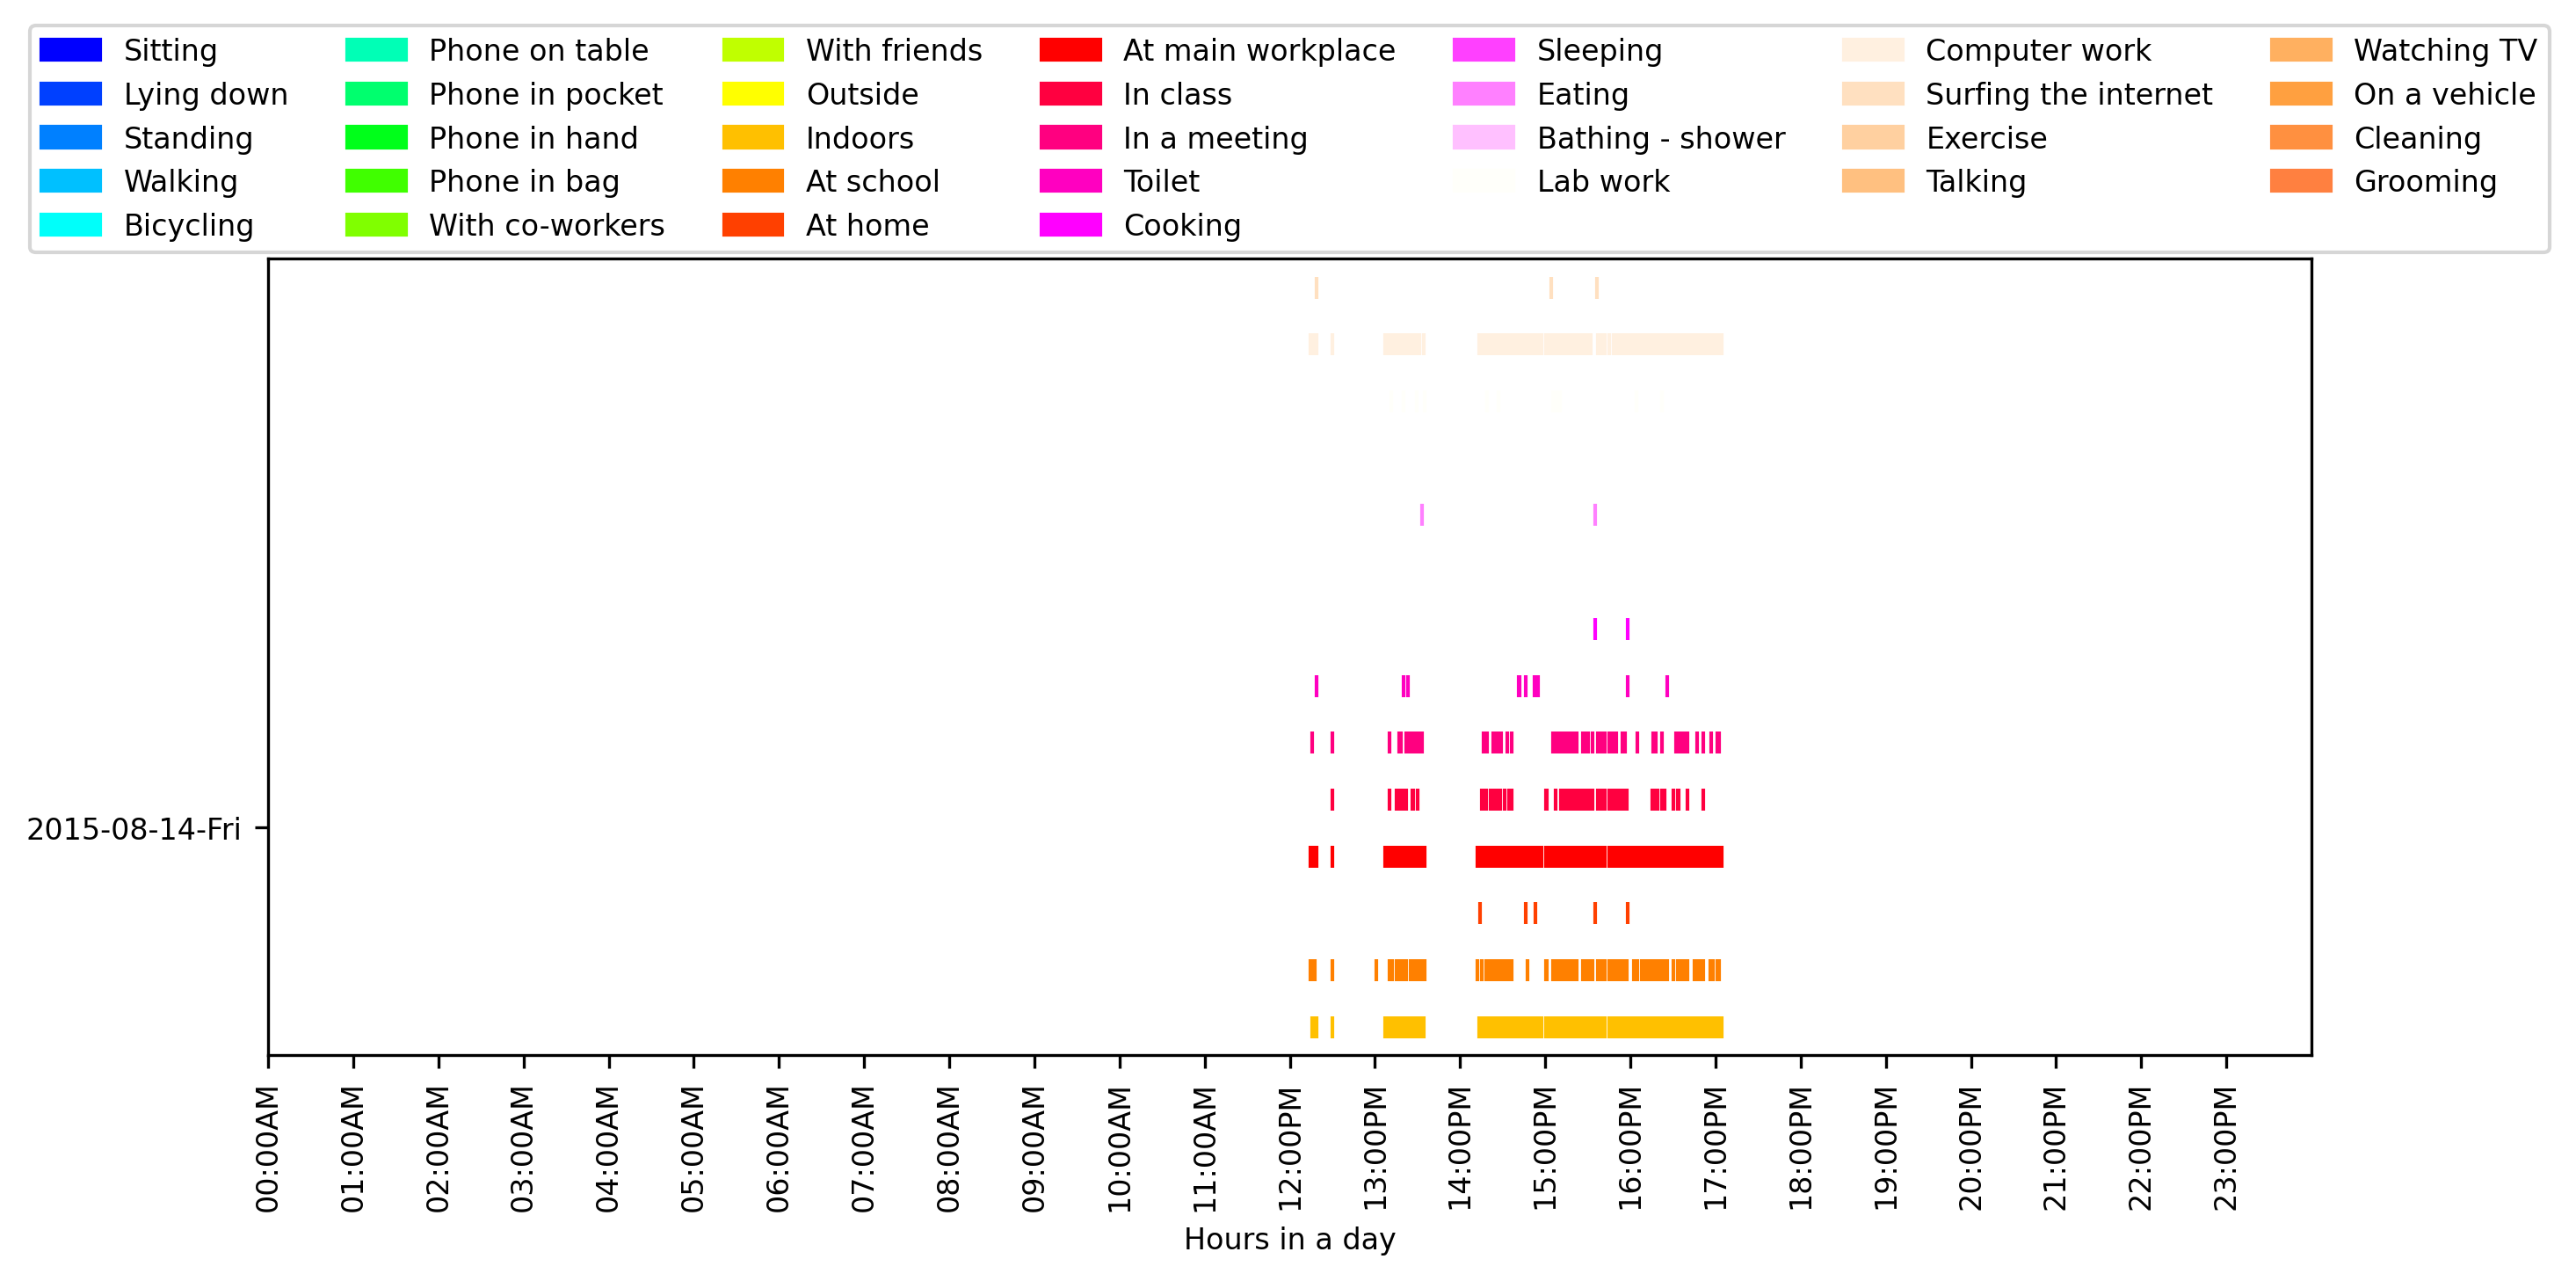 Sitting Phone on table With friends At main workplace Sleeping Computer work Watching TV
Lying down Phone in pocket Outside In class Eating Surfing the internet On a vehicle
Standing Phone in hand Indoors In a meeting Bathing - shower Exercise Cleaning
Walking Phone in bag At school Toilet Lab work Talking Grooming
Bicycling With co-workers At home Cooking
2015-08-14-Fri
00:00AM
01:00AM
02:00AM
03:00AM
04:00AM
05:00AM
06:00AM
07:00AM
08:00AM
09:00AM
10:00AM
11:00AM
12:00PM
13:00PM
14:00PM
15:00PM
16:00PM
17:00PM
18:00PM
19:00PM
20:00PM
21:00PM
22:00PM
23:00PM
Hours in a day